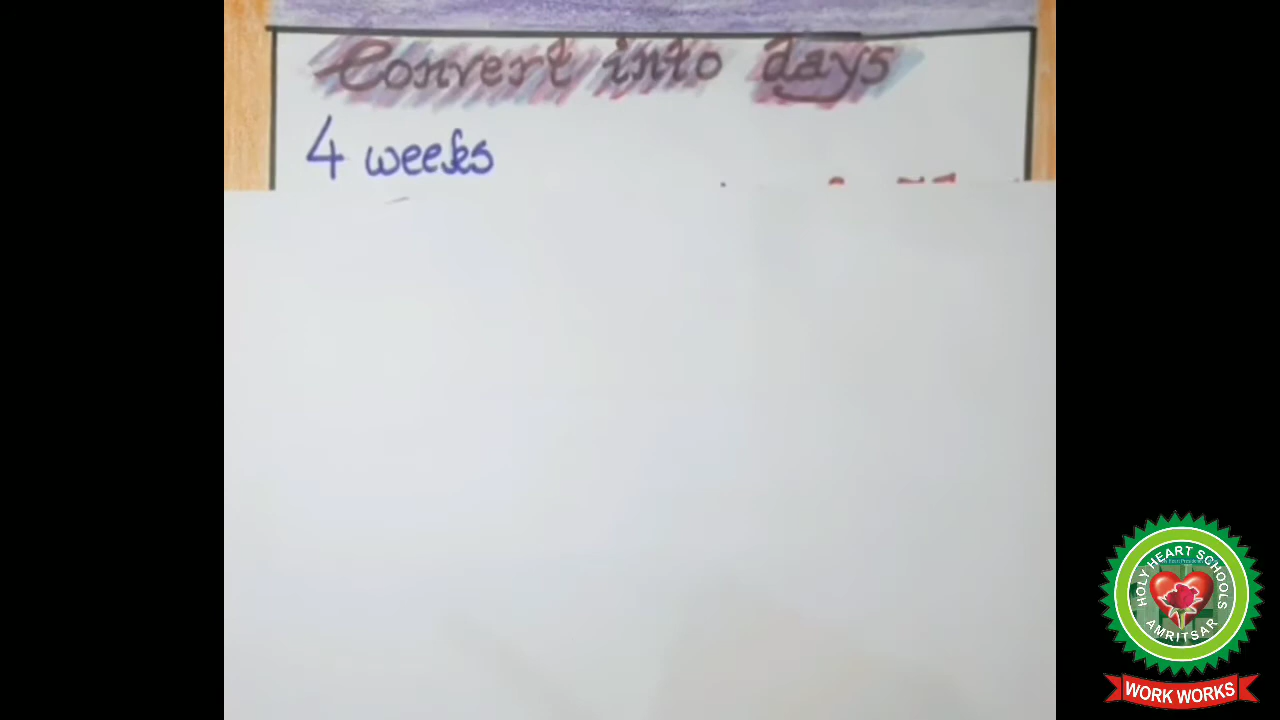 Convert into days
4 weeks
HOLY HEART SCHOOLS
AMRITSAR
WORK WORKS